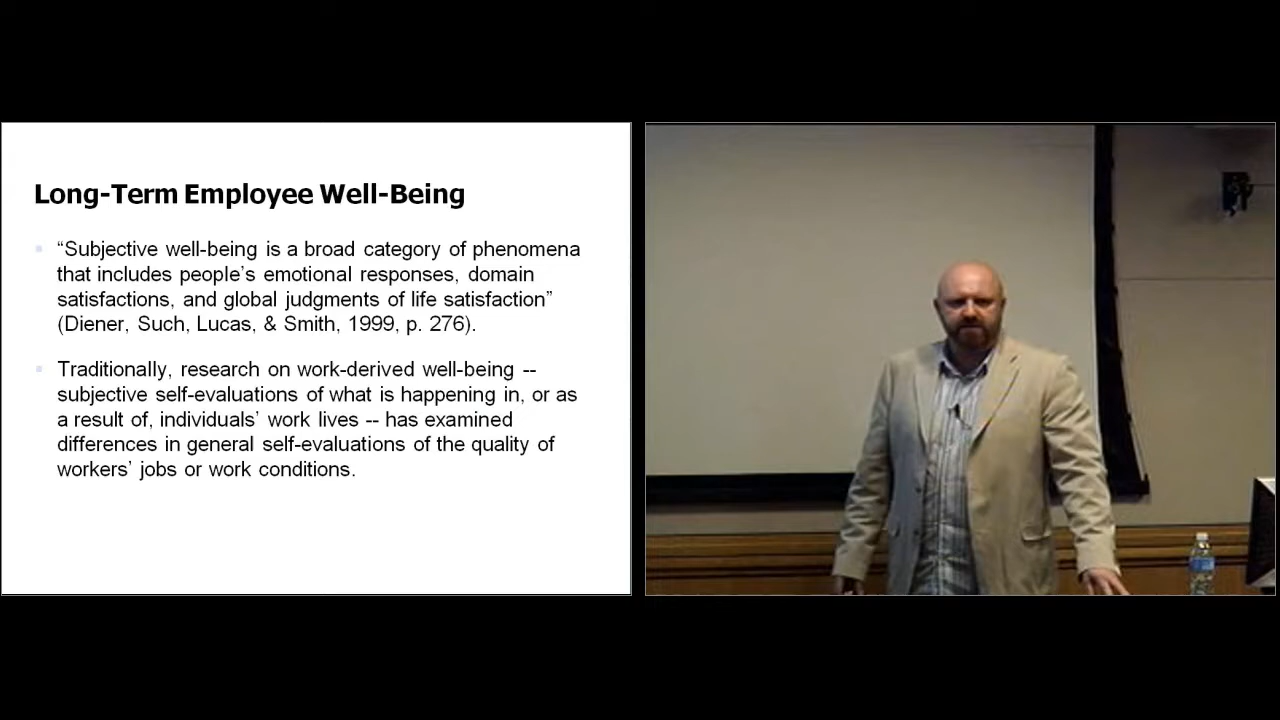 Long-Term Employee Well-Being
“Subjective well-being is a broad category of phenomena
that includes people’s emotional responses, domain
satisfactions, and global judgments of life satisfaction”
(Diener, Such, Lucas, & Smith, 1999, p. 276).
Traditionally, research on work-derived well-being --
subjective self-evaluations of what is happening in, or as
a result of, individuals’ work lives -- has examined
differences in general self-evaluations of the quality of
workers’ jobs or work conditions.